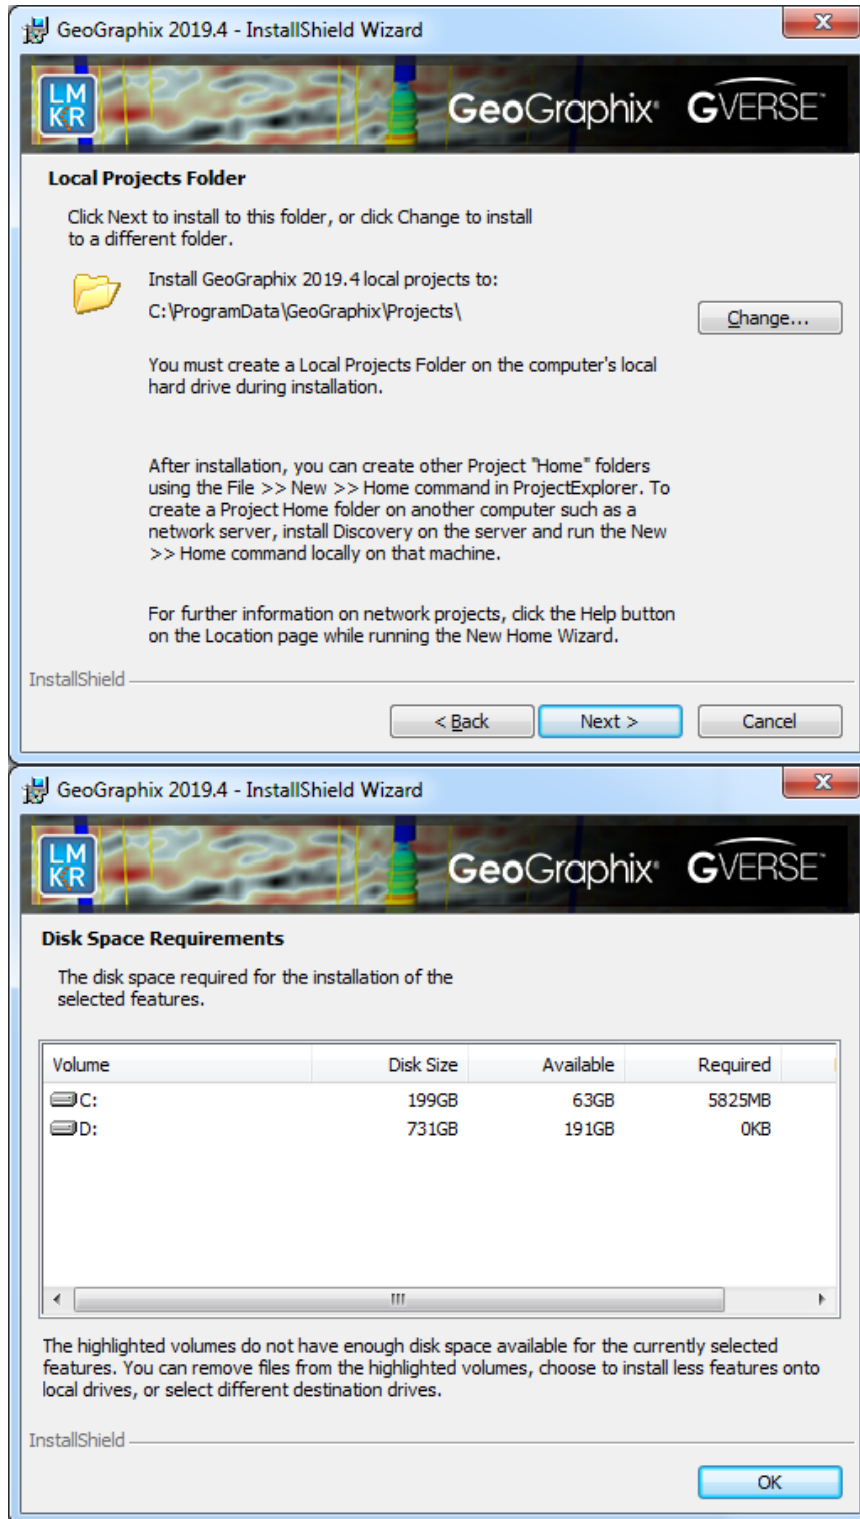 GeoGraphix 2019.4 - InstallShield Wizard
LM
KR
GeoGraphix® GVERSE™
Local Projects Folder
Click Next to install to this folder, or click Change to install
to a different folder.
Install GeoGraphix 2019.4 local projects to:
C:\ProgramData\GeoGraphix\Projects\
Change...
You must create a Local Projects Folder on the computer's local
hard drive during installation.
After installation, you can create other Project "Home" folders
using the File >> New >> Home command in ProjectExplorer. To
create a Project Home folder on another computer such as a
network server, install Discovery on the server and run the New
>> Home command locally on that machine.
For further information on network projects, click the Help button
on the Location page while running the New Home Wizard.
InstallShield
< Back Next > Cancel
GeoGraphix 2019.4 - InstallShield Wizard
LM
KR
GeoGraphix® GVERSE™
Disk Space Requirements
The disk space required for the installation of the
selected features.
Volume Disk Size Available Required
C: 199GB 63GB 5825MB
D: 731GB 191GB 0KB
The highlighted volumes do not have enough disk space available for the currently selected
features. You can remove files from the highlighted volumes, choose to install less features onto
local drives, or select different destination drives.
InstallShield
OK